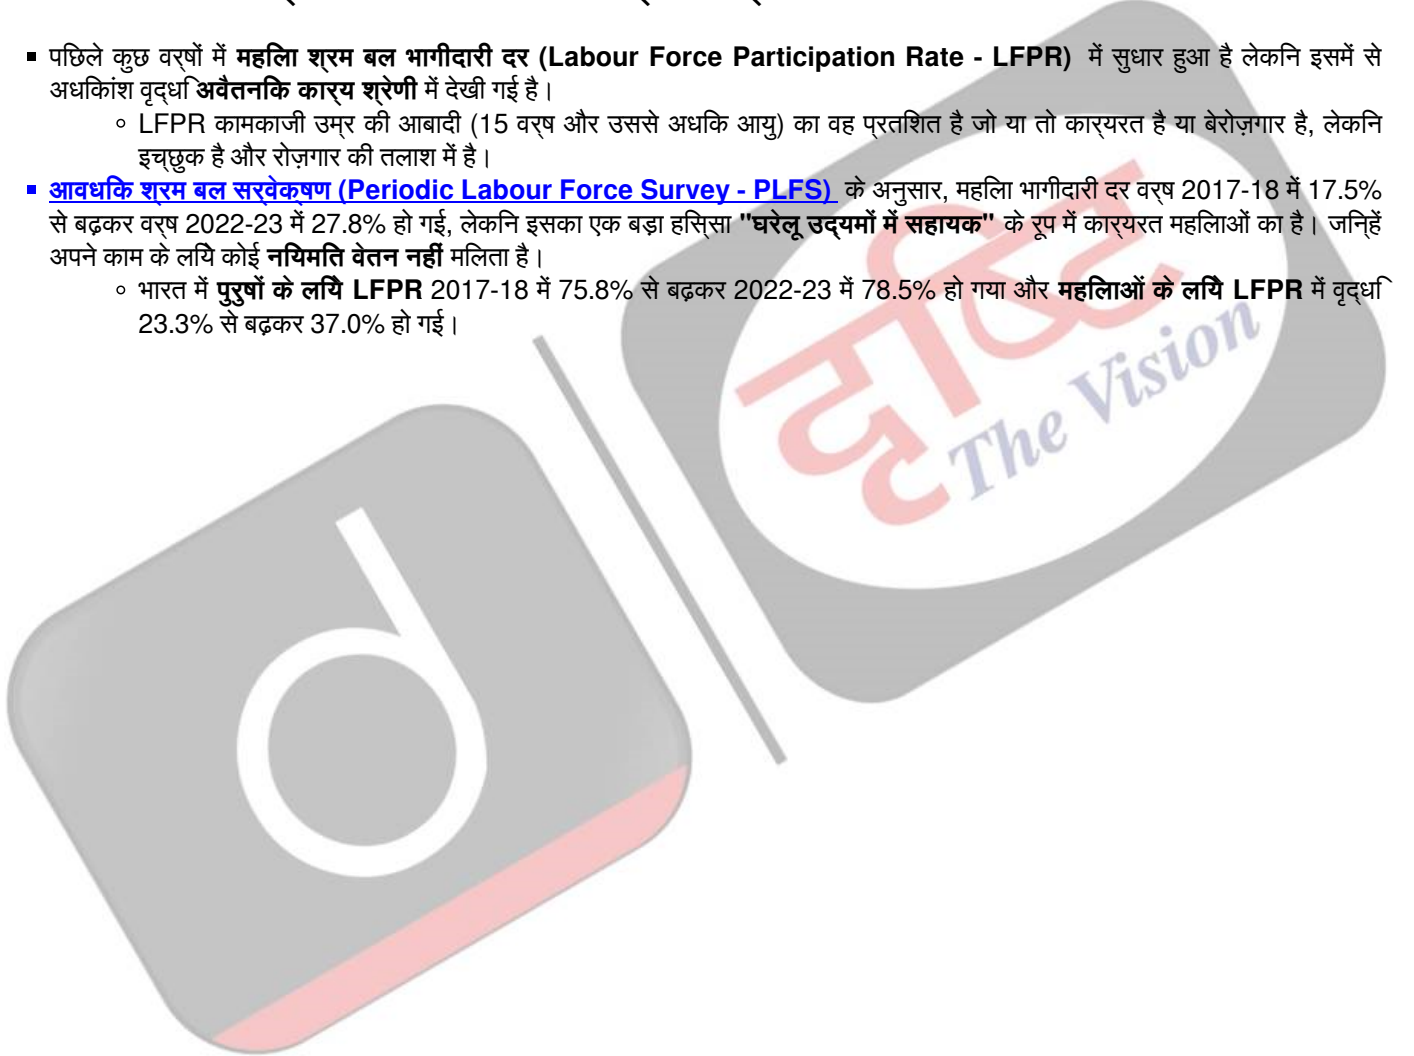 पिछले कुछ वर्षों में महिला श्रम बल भागीदारी दर (Labour Force Participation Rate - LFPR) में सुधार हुआ है लेकिन इसमें से
अधिकांश वृद्धि अवैतनिक कार्य श्रेणी में देखी गई है।
LFPR कामकाजी उम्र की आबादी (15 वर्ष और उससे अधिक आयु) का वह प्रतिशत है जो या तो कार्यरत है या बेरोज़गार है, लेकिन
इच्छुक है और रोज़गार की तलाश में है।
आवधिक श्रम बल सर्वेक्षण (Periodic Labour Force Survey - PLFS) के अनुसार, महिला भागीदारी दर वर्ष 2017-18 में 17.5%
से बढ़कर वर्ष 2022-23 में 27.8% हो गई, लेकिन इसका एक बड़ा हिस्सा "घरेलू उद्यमों में सहायक" के रूप में कार्यरत महिलाओं का है। जिन्हें
अपने काम के लिये कोई नियमित वेतन नहीं मिलता है।
भारत में पुरुषों के लिये LFPR 2017-18 में 75.8% से बढ़कर 2022-23 में 78.5% हो गया और महिलाओं के लिये LFPR में वृद्धि
23.3% से बढ़कर 37.0% हो गई।
दृष्टि
The Vision
d